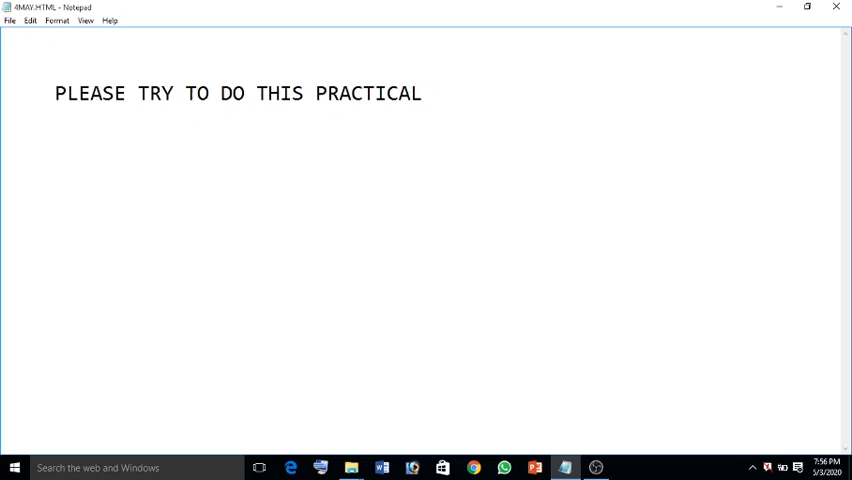 4MAY.HTML - Notepad
File Edit Format View Help
PLEASE TRY TO DO THIS PRACTICAL
Search the web and Windows
7:56 PM
5/3/2020